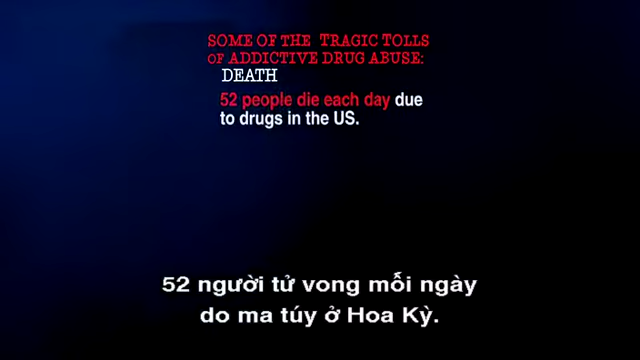 SOME OF THE TRAGIC TOLLS
OF ADDICTIVE DRUG ABUSE:
DEATH
52 people die each day due
to drugs in the US.
52 người tử vong mỗi ngày
do ma túy ở Hoa Kỳ.